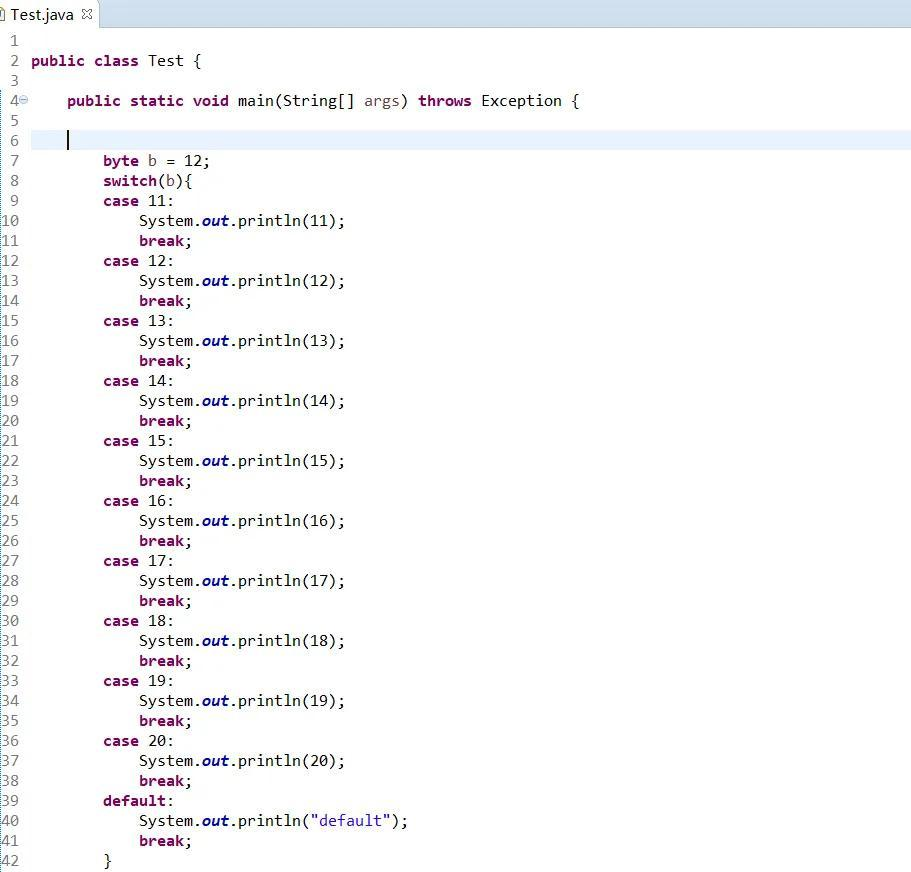 Test.java
1
2 public class Test {
3
4 public static void main(String[] args) throws Exception {
5
6
7 byte b = 12;
8 switch(b){
9 case 11:
10 System.out.println(11);
11 break;
12 case 12:
13 System.out.println(12);
14 break;
15 case 13:
16 System.out.println(13);
17 break;
18 case 14:
19 System.out.println(14);
20 break;
21 case 15:
22 System.out.println(15);
23 break;
24 case 16:
25 System.out.println(16);
26 break;
27 case 17:
28 System.out.println(17);
29 break;
30 case 18:
31 System.out.println(18);
32 break;
33 case 19:
34 System.out.println(19);
35 break;
36 case 20:
37 System.out.println(20);
38 break;
39 default:
40 System.out.println("default");
41 break;
42 }